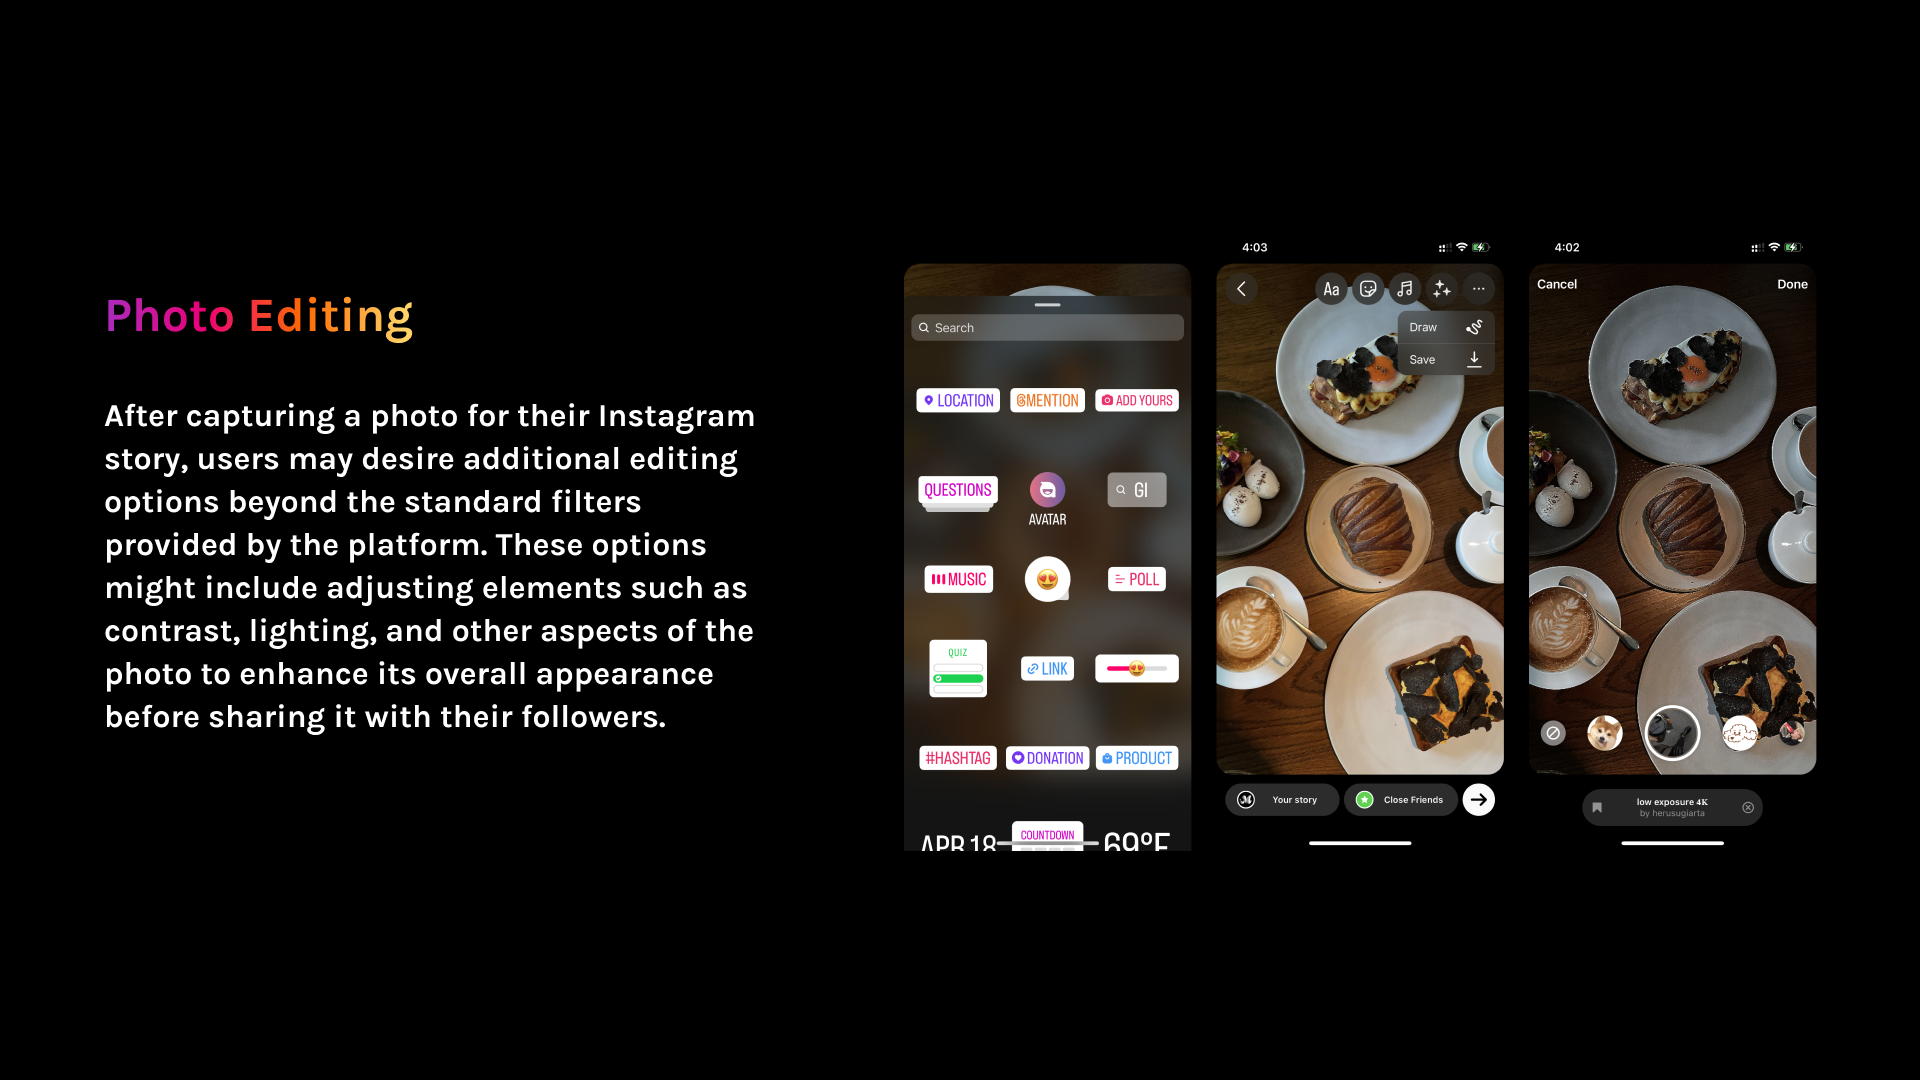 Photo Editing
After capturing a photo for their Instagram
story, users may desire additional editing
options beyond the standard filters
provided by the platform. These options
might include adjusting elements such as
contrast, lighting, and other aspects of the
photo to enhance its overall appearance
before sharing it with their followers.
Search
LOCATION
@MENTION
ADD YOURS
QUESTIONS
AVATAR
GI
MUSIC
POLL
QUIZ
LINK
#HASHTAG
DONATION
PRODUCT
APR 18
COUNTDOWN
69°F
4:03
Aa
Draw
Save
Your story
Close Friends
4:02
Cancel
Done
low exposure 4K
by herusugiarta